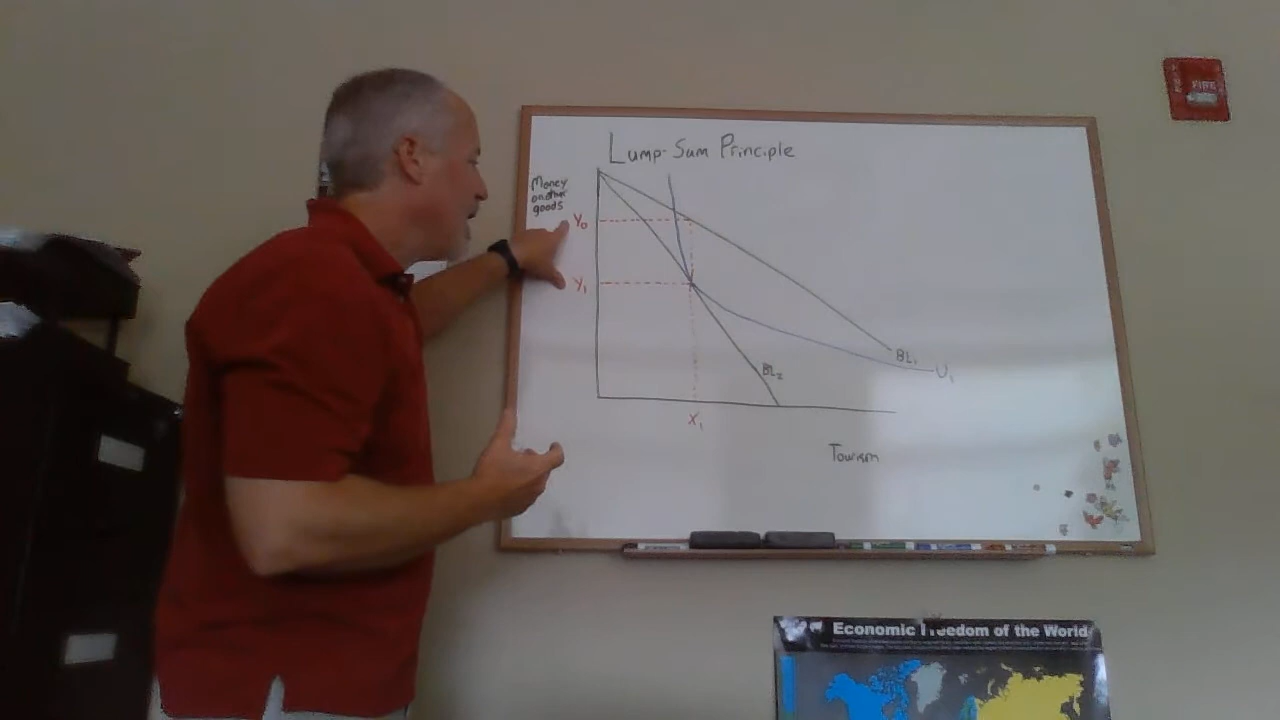 Lump-Sum Principle
FIRE
Money
on other
goods
Y₀
Y₁
BL₁
U₁
BL₂
X₁
Tourism
Economic Freedom of the World